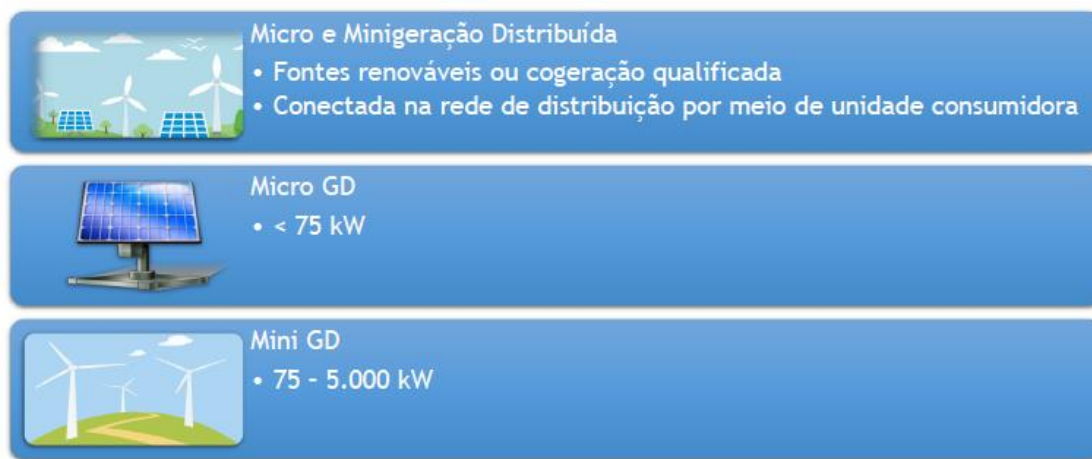 Micro e Minigeração Distribuída
• Fontes renováveis ou cogeração qualificada
• Conectada na rede de distribuição por meio de unidade consumidora
Micro GD
• < 75 kW
Mini GD
• 75 – 5.000 kW